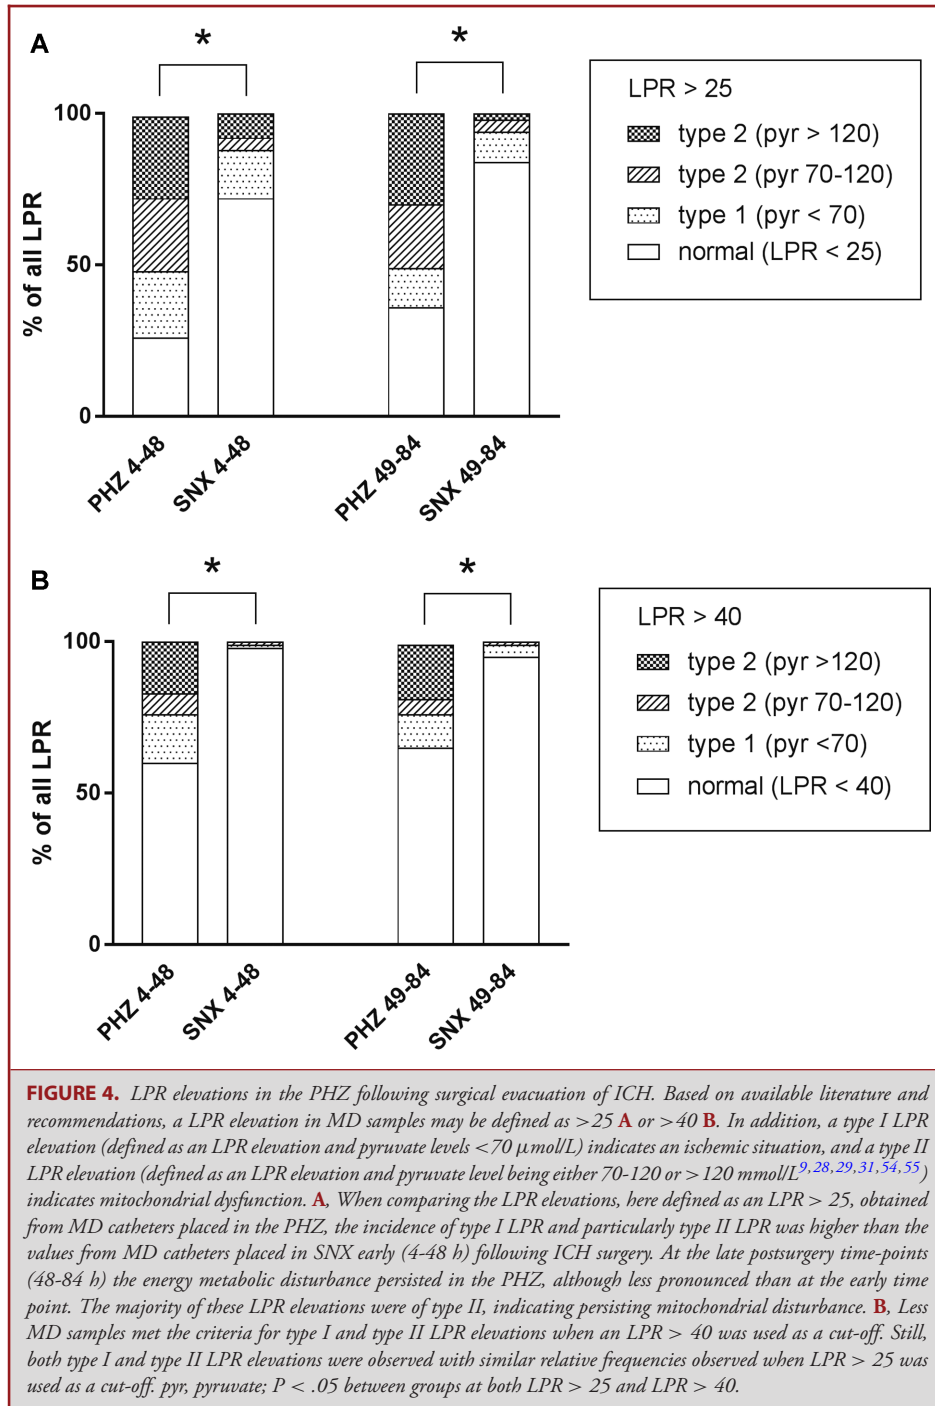 A
*
*
100
50
0
% of all LPR
PHZ 4-48
SNX 4-48
PHZ 49-84
SNX 49-84
LPR > 25
type 2 (pyr > 120)
type 2 (pyr 70-120)
type 1 (pyr < 70)
normal (LPR < 25)
B
*
*
100
50
0
% of all LPR
PHZ 4-48
SNX 4-48
PHZ 49-84
SNX 49-84
LPR > 40
type 2 (pyr >120)
type 2 (pyr 70-120)
type 1 (pyr <70)
normal (LPR < 40)
FIGURE 4. LPR elevations in the PHZ following surgical evacuation of ICH. Based on available literature and
recommendations, a LPR elevation in MD samples may be defined as >25 A or >40 B. In addition, a type I LPR
elevation (defined as an LPR elevation and pyruvate levels <70 μmol/L) indicates an ischemic situation, and a type II
LPR elevation (defined as an LPR elevation and pyruvate level being either 70-120 or >120 mmol/L9,28,29,31,54,55)
indicates mitochondrial dysfunction. A, When comparing the LPR elevations, here defined as an LPR > 25, obtained
from MD catheters placed in the PHZ, the incidence of type I LPR and particularly type II LPR was higher than the
values from MD catheters placed in SNX early (4-48 h) following ICH surgery. At the late postsurgery time-points
(48-84 h) the energy metabolic disturbance persisted in the PHZ, although less pronounced than at the early time
point. The majority of these LPR elevations were of type II, indicating persisting mitochondrial disturbance. B, Less
MD samples met the criteria for type I and type II LPR elevations when an LPR > 40 was used as a cut-off. Still,
both type I and type II LPR elevations were observed with similar relative frequencies observed when LPR > 25 was
used as a cut-off. pyr, pyruvate; P < .05 between groups at both LPR > 25 and LPR > 40.